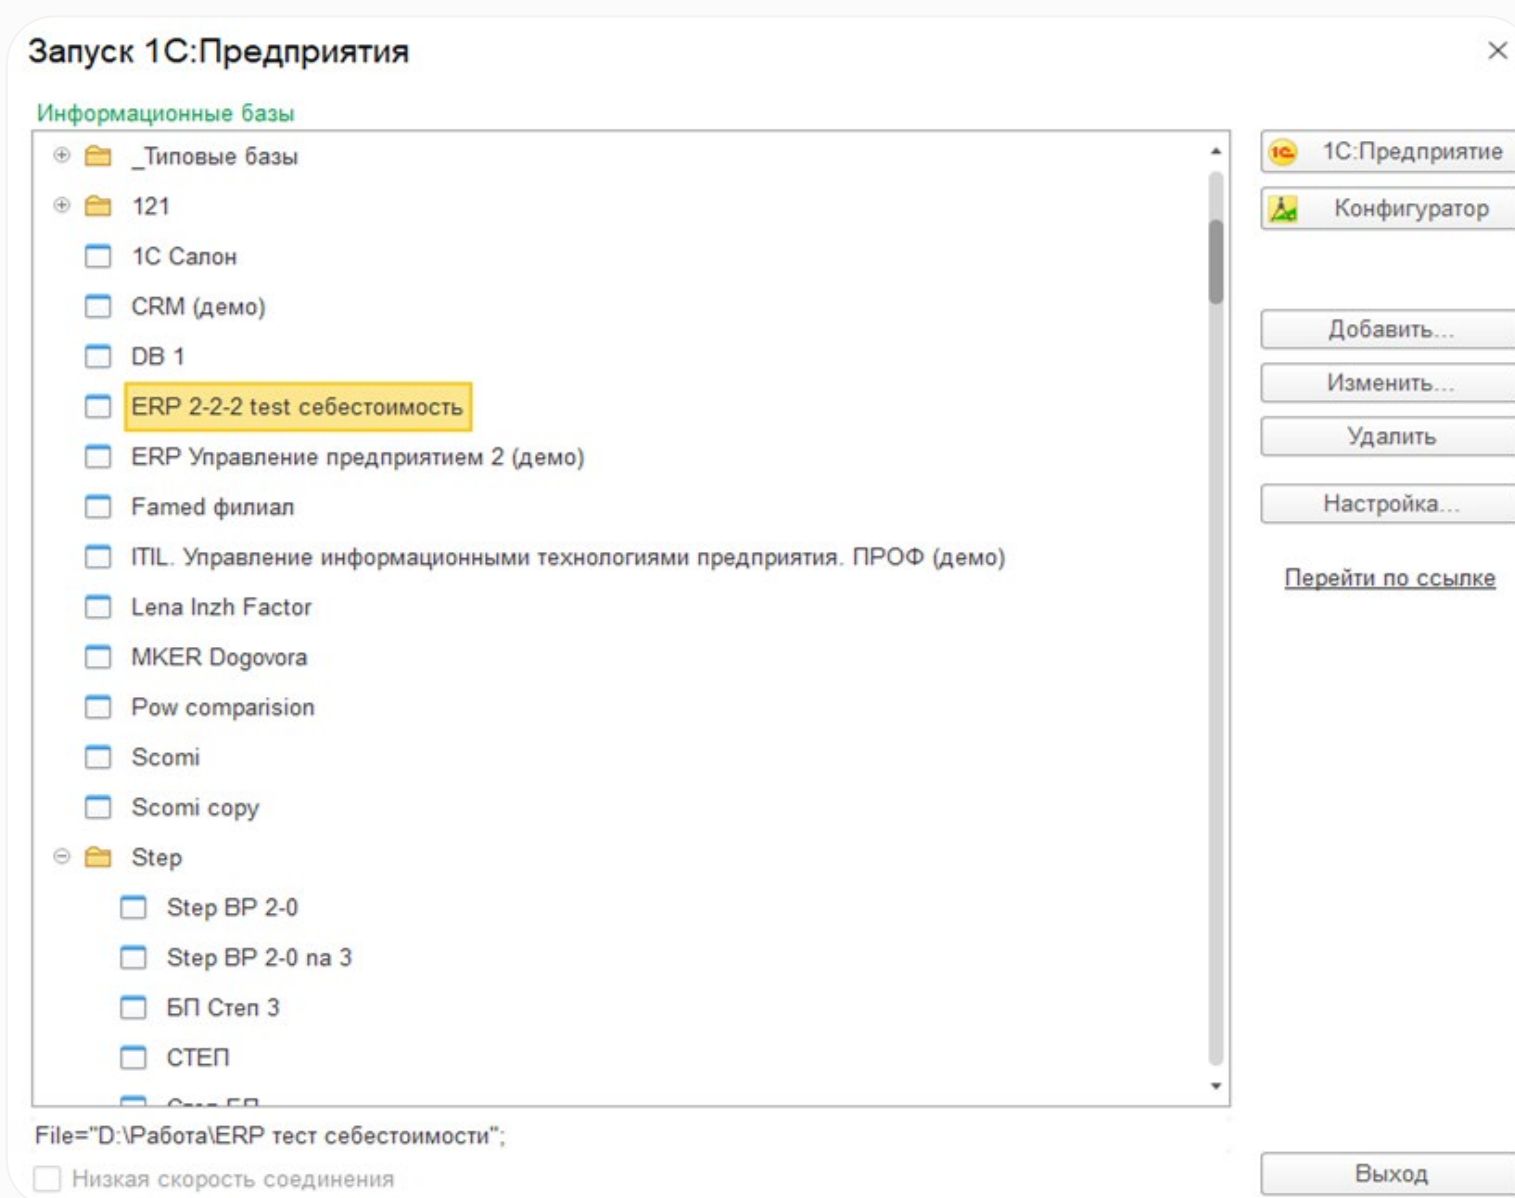 Запуск 1С:Предприятия
Информационные базы
_Типовые базы
121
1С Салон
CRM (демо)
DB 1
ERP 2-2-2 test себестоимость
ERP Управление предприятием 2 (демо)
Famed филиал
ITIL. Управление информационными технологиями предприятия. ПРОФ (демо)
Lena Inzh Factor
MKER Dogovora
Pow comparision
Scomi
Scomi copy
Step
Step BP 2-0
Step BP 2-0 na 3
БП Степ 3
СТЕП
File="D:\Работа\ERP тест себестоимости";
Низкая скорость соединения
1С:Предприятие
Конфигуратор
Добавить...
Изменить...
Удалить
Настройка...
Перейти по ссылке
Выход